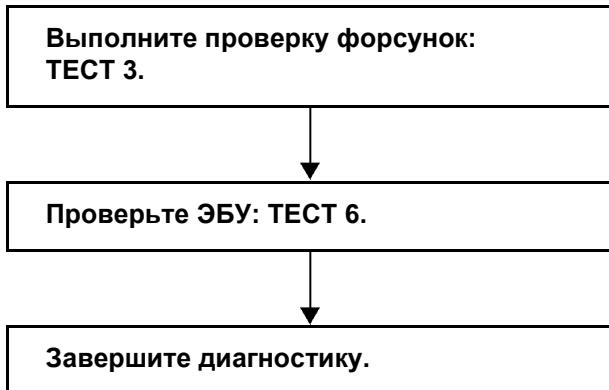 Выполните проверку форсунок:
ТЕСТ 3.
Проверьте ЭБУ: ТЕСТ 6.
Завершите диагностику.